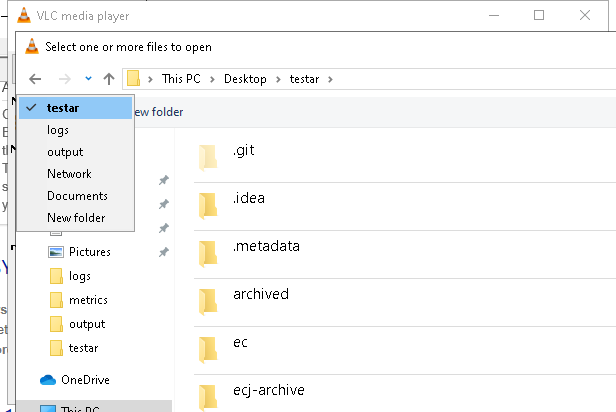 VLC media player
Select one or more files to open
This PC > Desktop > testar >
testar
ew folder
logs
output
Network
Documents
New folder
Pictures
logs
metrics
output
testar
OneDrive
This PC
.git
.idea
.metadata
archived
ec
ecj-archive